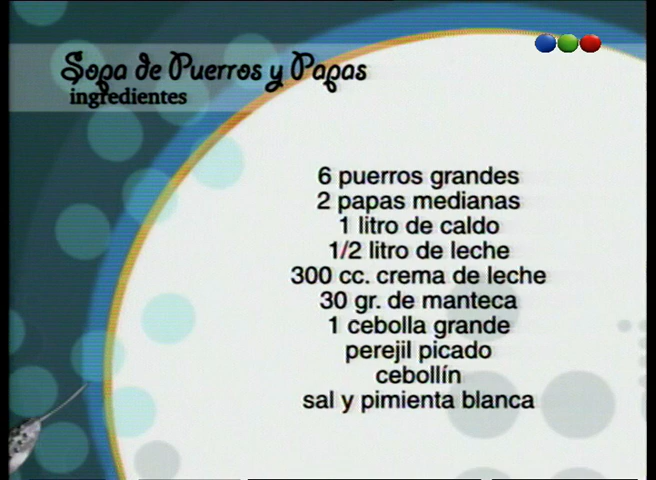 Sopa de Puerros y Papas
ingredientes
6 puerros grandes
2 papas medianas
1 litro de caldo
1/2 litro de leche
300 cc. crema de leche
30 gr. de manteca
1 cebolla grande
perejil picado
cebollín
sal y pimienta blanca